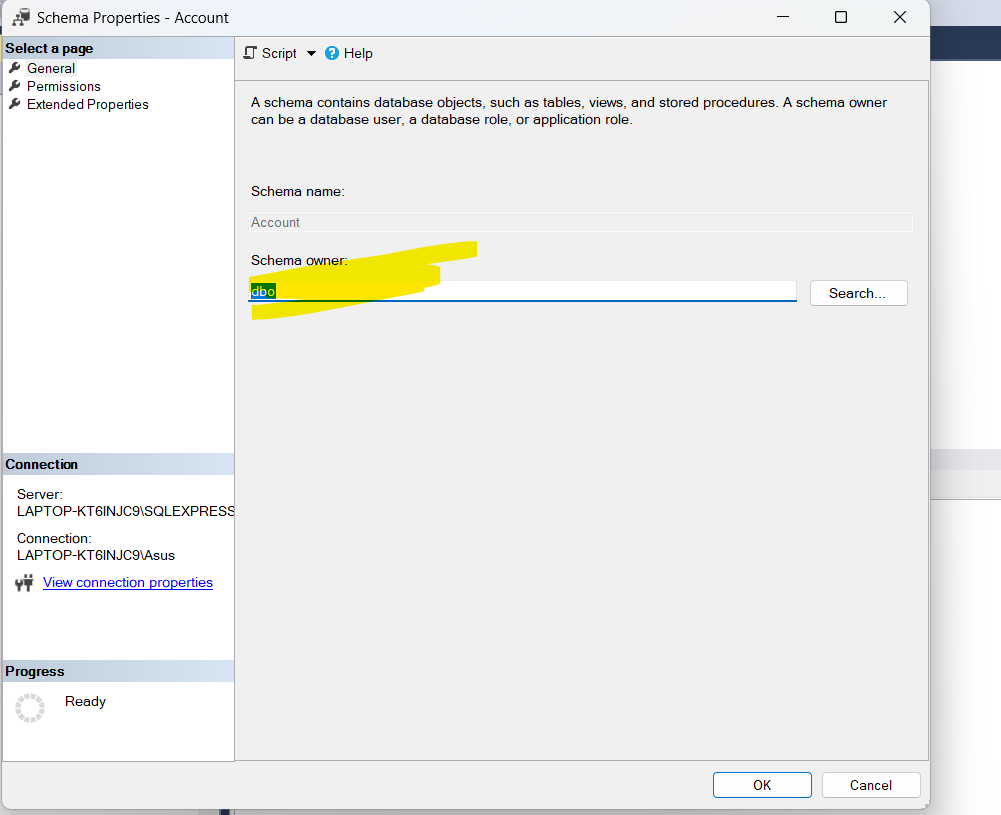 Schema Properties - Account
Select a page
General
Permissions
Extended Properties
Script
Help
A schema contains database objects, such as tables, views, and stored procedures. A schema owner
can be a database user, a database role, or application role.
Schema name:
Account
Schema owner:
dbo
Search...
Connection
Server:
LAPTOP-KT6INJC9\SQLEXPRESS
Connection:
LAPTOP-KT6INJC9\Asus
View connection properties
Progress
Ready
OK
Cancel